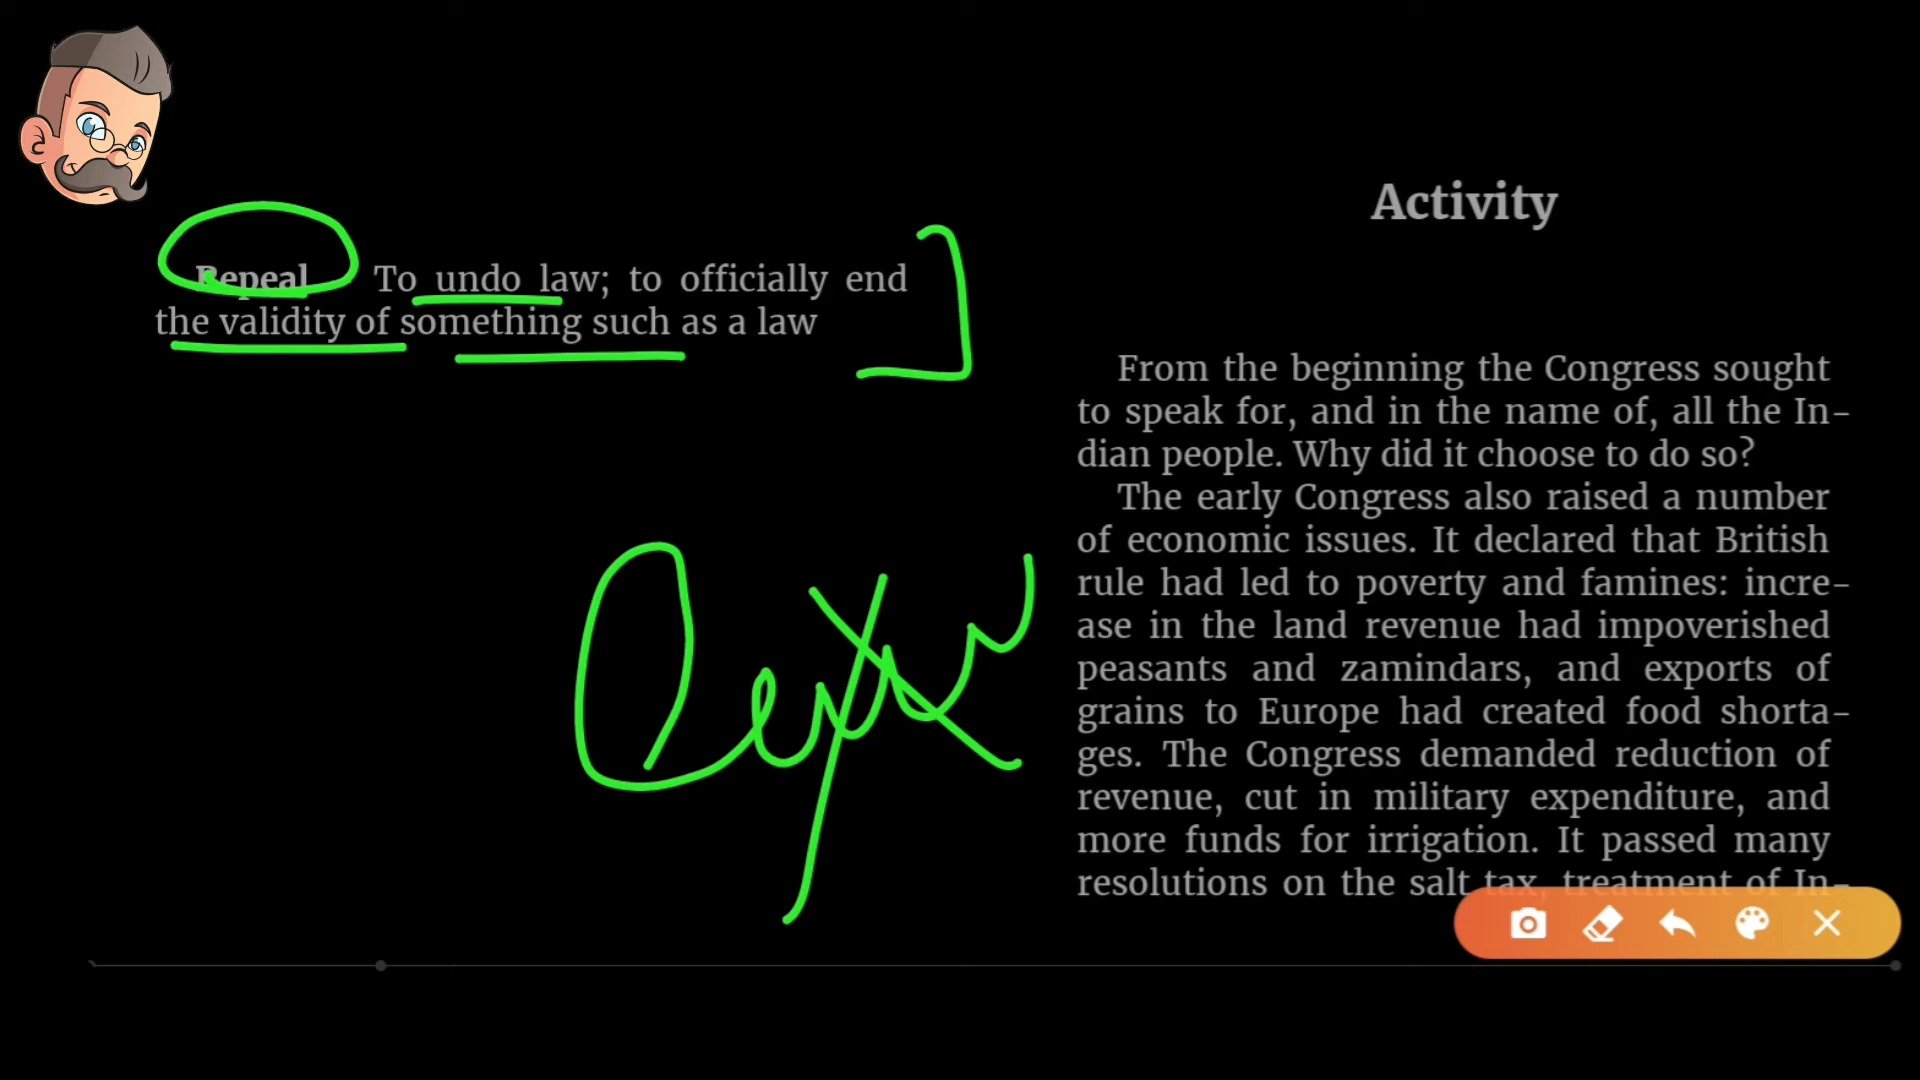 Repeal To undo law; to officially end
the validity of something such as a law
Activity
From the beginning the Congress sought
to speak for, and in the name of, all the In-
dian people. Why did it choose to do so?
The early Congress also raised a number
of economic issues. It declared that British
rule had led to poverty and famines: incre-
ase in the land revenue had impoverished
peasants and zamindars, and exports of
grains to Europe had created food shorta-
ges. The Congress demanded reduction of
revenue, cut in military expenditure, and
more funds for irrigation. It passed many
resolutions on the salt tax, treatment of In-